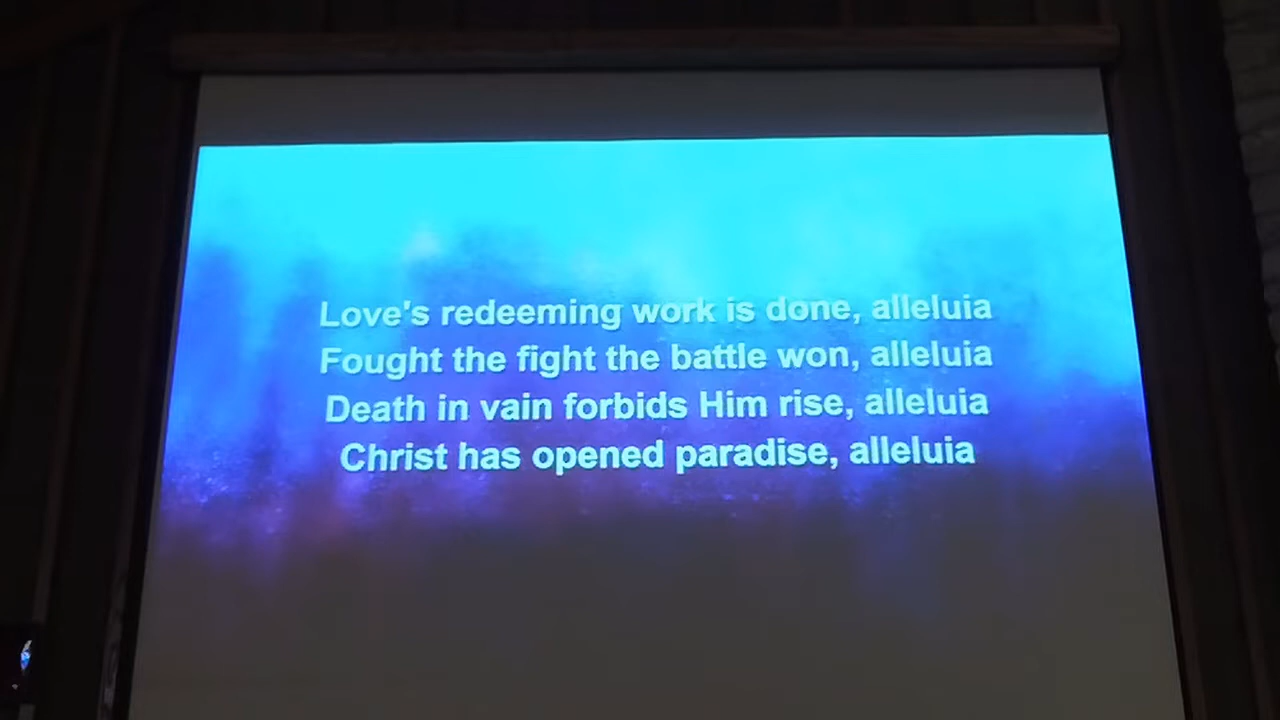 Love's redeeming work is done, alleluia
Fought the fight the battle won, alleluia
Death in vain forbids Him rise, alleluia
Christ has opened paradise, alleluia